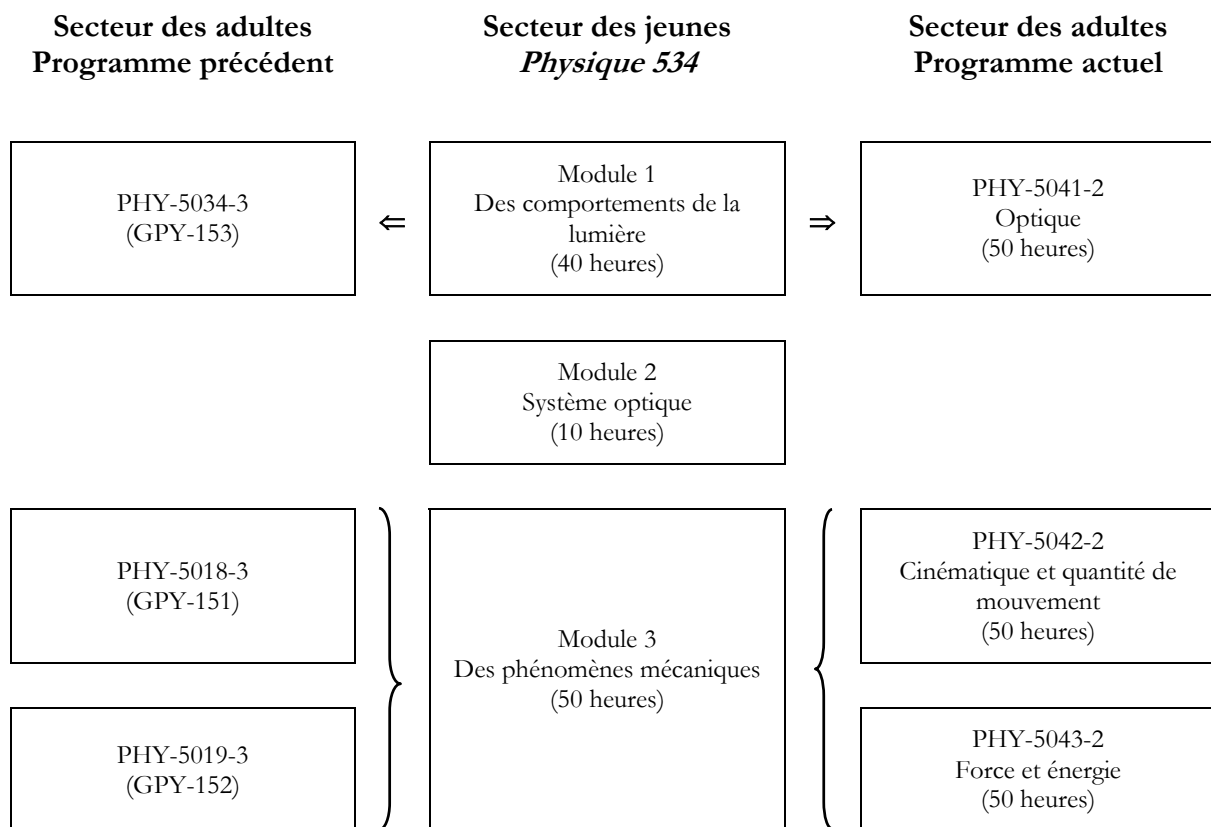 Secteur des adultes
Programme précédent
Secteur des jeunes
Physique 534
Secteur des adultes
Programme actuel
PHY-5034-3
(GPY-153)
⇐
Module 1
Des comportements de la
lumière
(40 heures)
⇒
PHY-5041-2
Optique
(50 heures)
Module 2
Système optique
(10 heures)
PHY-5018-3
(GPY-151)
PHY-5019-3
(GPY-152)
Module 3
Des phénomènes mécaniques
(50 heures)
PHY-5042-2
Cinématique et quantité de
mouvement
(50 heures)
PHY-5043-2
Force et énergie
(50 heures)